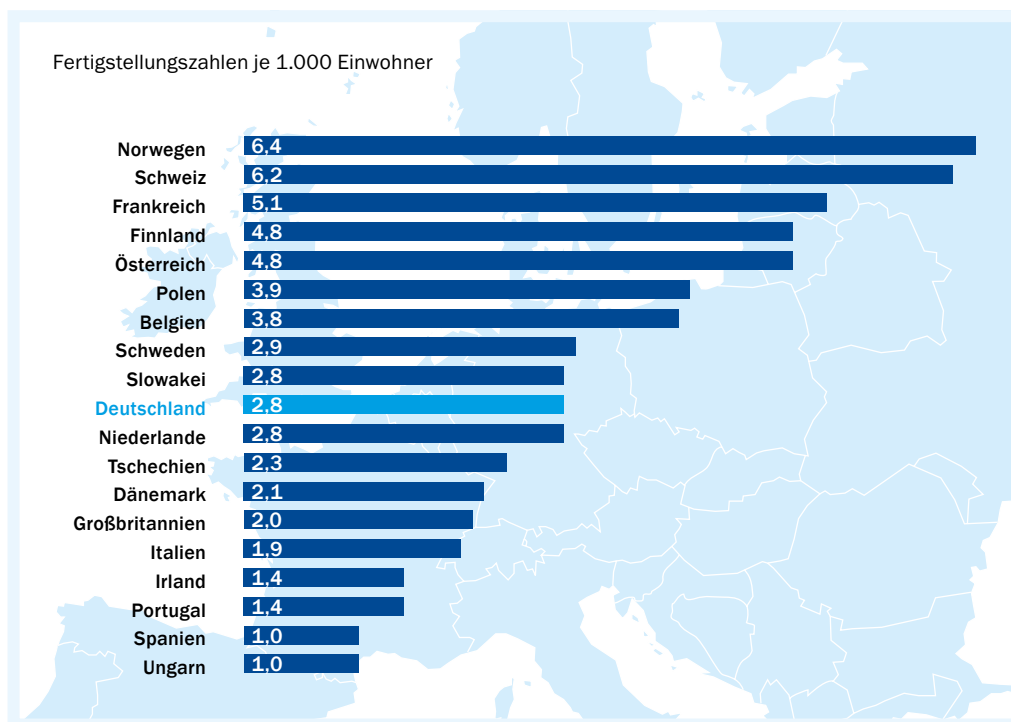 Fertigstellungszahlen je 1.000 Einwohner
Norwegen 6,4
Schweiz 6,2
Frankreich 5,1
Finnland 4,8
Österreich 4,8
Polen 3,9
Belgien 3,8
Schweden 2,9
Slowakei 2,8
Deutschland 2,8
Niederlande 2,8
Tschechien 2,3
Dänemark 2,1
Großbritannien 2,0
Italien 1,9
Irland 1,4
Portugal 1,4
Spanien 1,0
Ungarn 1,0